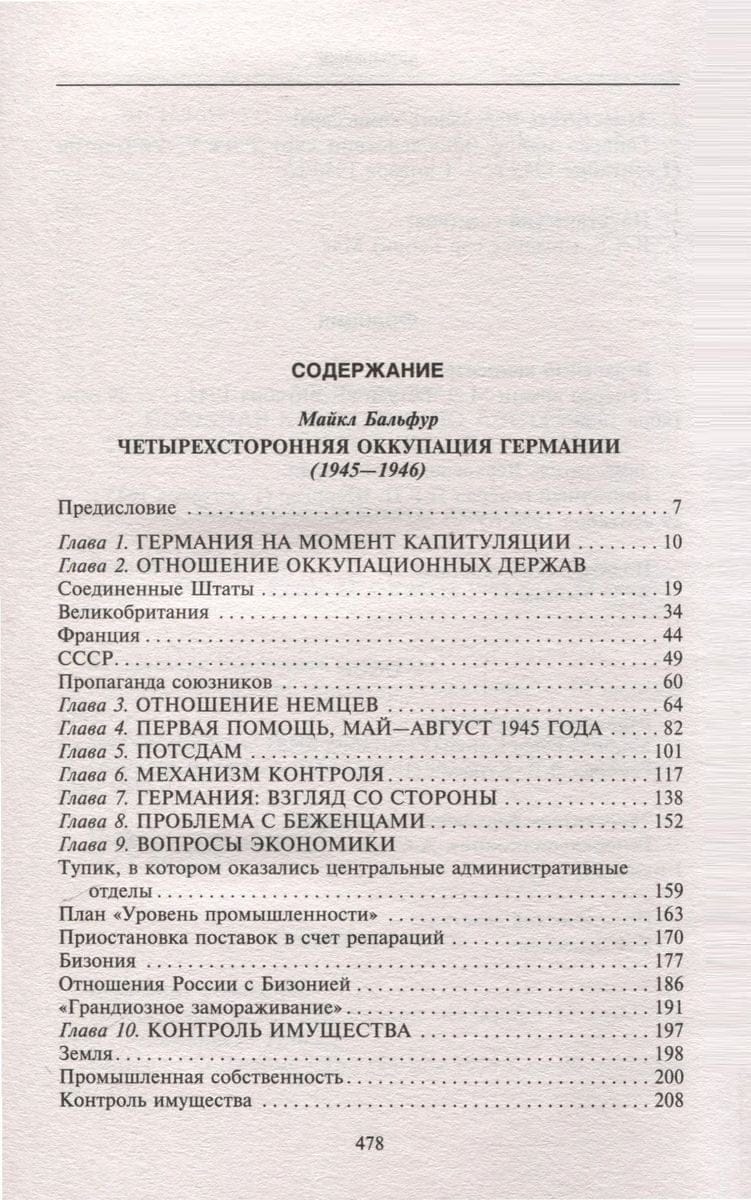 СОДЕРЖАНИЕ
Майкл Бальфур
ЧЕТЫРЕХСТОРОННЯЯ ОККУПАЦИЯ ГЕРМАНИИ
(1945—1946)
Предисловие . . . . . . . . . . 7
Глава 1. ГЕРМАНИЯ НА МОМЕНТ КАПИТУЛЯЦИИ . . . . . . . . . . 10
Глава 2. ОТНОШЕНИЕ ОККУПАЦИОННЫХ ДЕРЖАВ
Соединенные Штаты . . . . . . . . . . 19
Великобритания . . . . . . . . . . 34
Франция . . . . . . . . . . 44
СССР. . . . . . . . . . 49
Пропаганда союзников . . . . . . . . . . 60
Глава 3. ОТНОШЕНИЕ НЕМЦЕВ . . . . . . . . . . 64
Глава 4. ПЕРВАЯ ПОМОЩЬ, МАЙ—АВГУСТ 1945 ГОДА . . . . . 82
Глава 5. ПОТСДАМ . . . . . . . . . . 101
Глава 6. МЕХАНИЗМ КОНТРОЛЯ . . . . . . . . . . 117
Глава 7. ГЕРМАНИЯ: ВЗГЛЯД СО СТОРОНЫ . . . . . . . . . . 138
Глава 8. ПРОБЛЕМА С БЕЖЕНЦАМИ . . . . . . . . . . 152
Глава 9. ВОПРОСЫ ЭКОНОМИКИ
Тупик, в котором оказались центральные административные
отделы . . . . . . . . . . 159
План «Уровень промышленности» . . . . . . . . . . 163
Приостановка поставок в счет репараций . . . . . . . . . . 170
Бизония . . . . . . . . . . 177
Отношения России с Бизонией . . . . . . . . . . 186
«Грандиозное замораживание» . . . . . . . . . . 191
Глава 10. КОНТРОЛЬ ИМУЩЕСТВА . . . . . . . . . . 197
Земля . . . . . . . . . . 198
Промышленная собственность . . . . . . . . . . 200
Контроль имущества . . . . . . . . . . 208
478